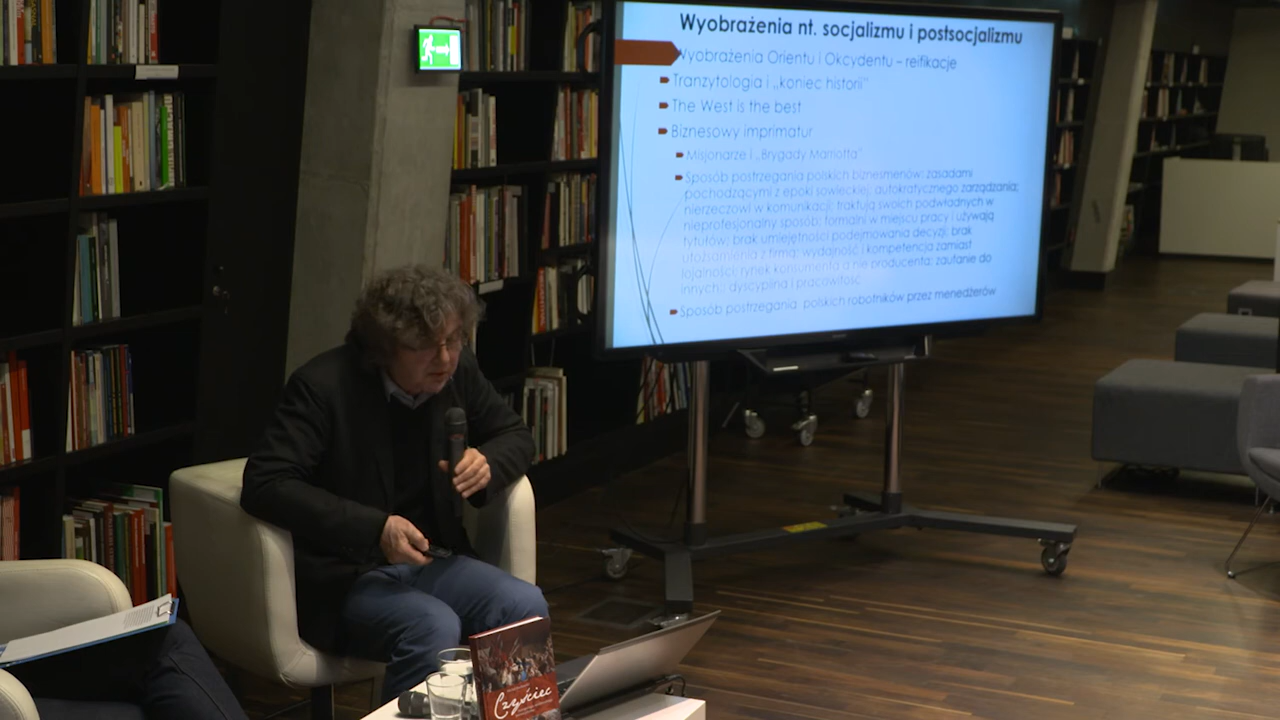 Wyobrażenia nt. socjalizmu i postsocjalizmu
Wyobrażenia Orientu i Okcydentu – reifikacje
Tranzytologia i „koniec historii"
The West is the best
Biznesowy imprimatur
Misjonarze i „Brygady Marriotta"
Sposób postrzegania polskich biznesmenów: zasadami
pochodzącymi z epoki sowieckiej: autokratycznego zarządzania;
nierzeczowi w komunikacji; traktują swoich podwładnych w
nieprofesjonalny sposób; formalni w miejscu pracy i używają
tytułów; brak umiejętności podejmowania decyzji; brak
utożsamienia z firmą; wydajność i kompetencja zamiast
lojalności; rynek konsumenta a nie producenta; zaufanie do
innych; dyscyplina i pracowitość
Sposób postrzegania polskich robotników przez menedżerów
Czyściec